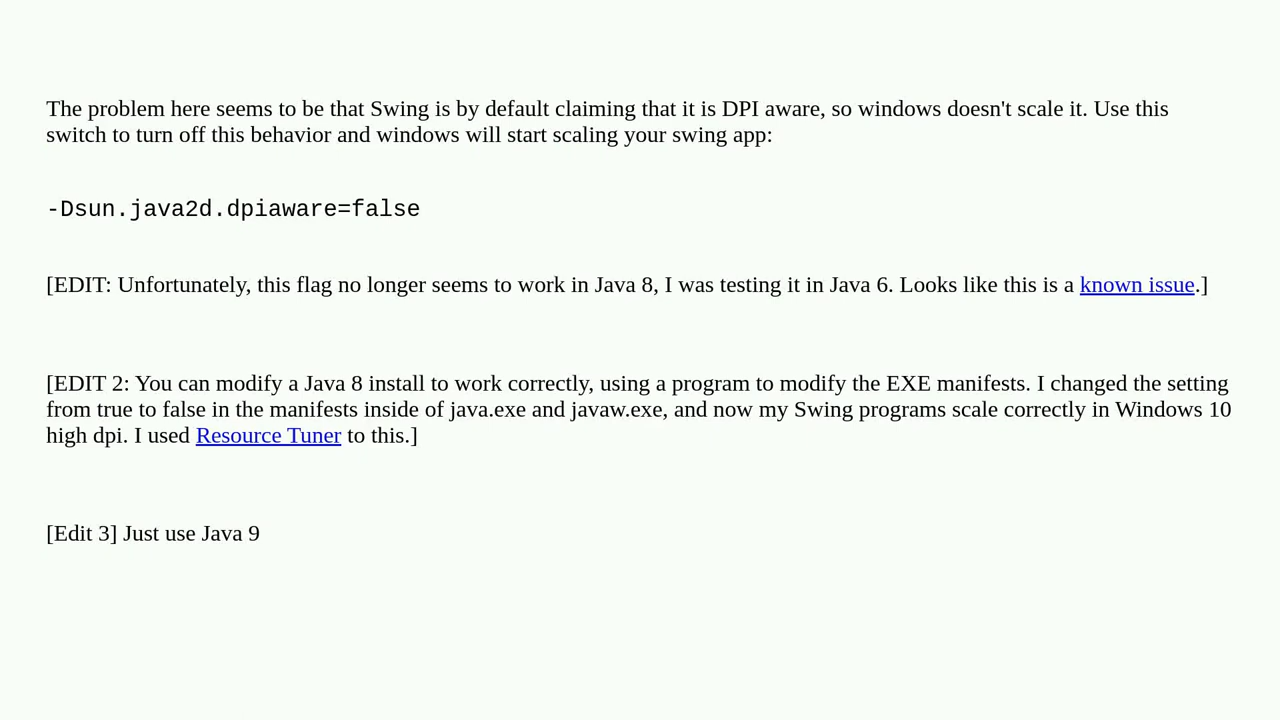 The problem here seems to be that Swing is by default claiming that it is DPI aware, so windows doesn't scale it. Use this
switch to turn off this behavior and windows will start scaling your swing app:
-Dsun.java2d.dpiaware=false
[EDIT: Unfortunately, this flag no longer seems to work in Java 8, I was testing it in Java 6. Looks like this is a known issue.]
[EDIT 2: You can modify a Java 8 install to work correctly, using a program to modify the EXE manifests. I changed the setting
from true to false in the manifests inside of java.exe and javaw.exe, and now my Swing programs scale correctly in Windows 10
high dpi. I used Resource Tuner to this.]
[Edit 3] Just use Java 9